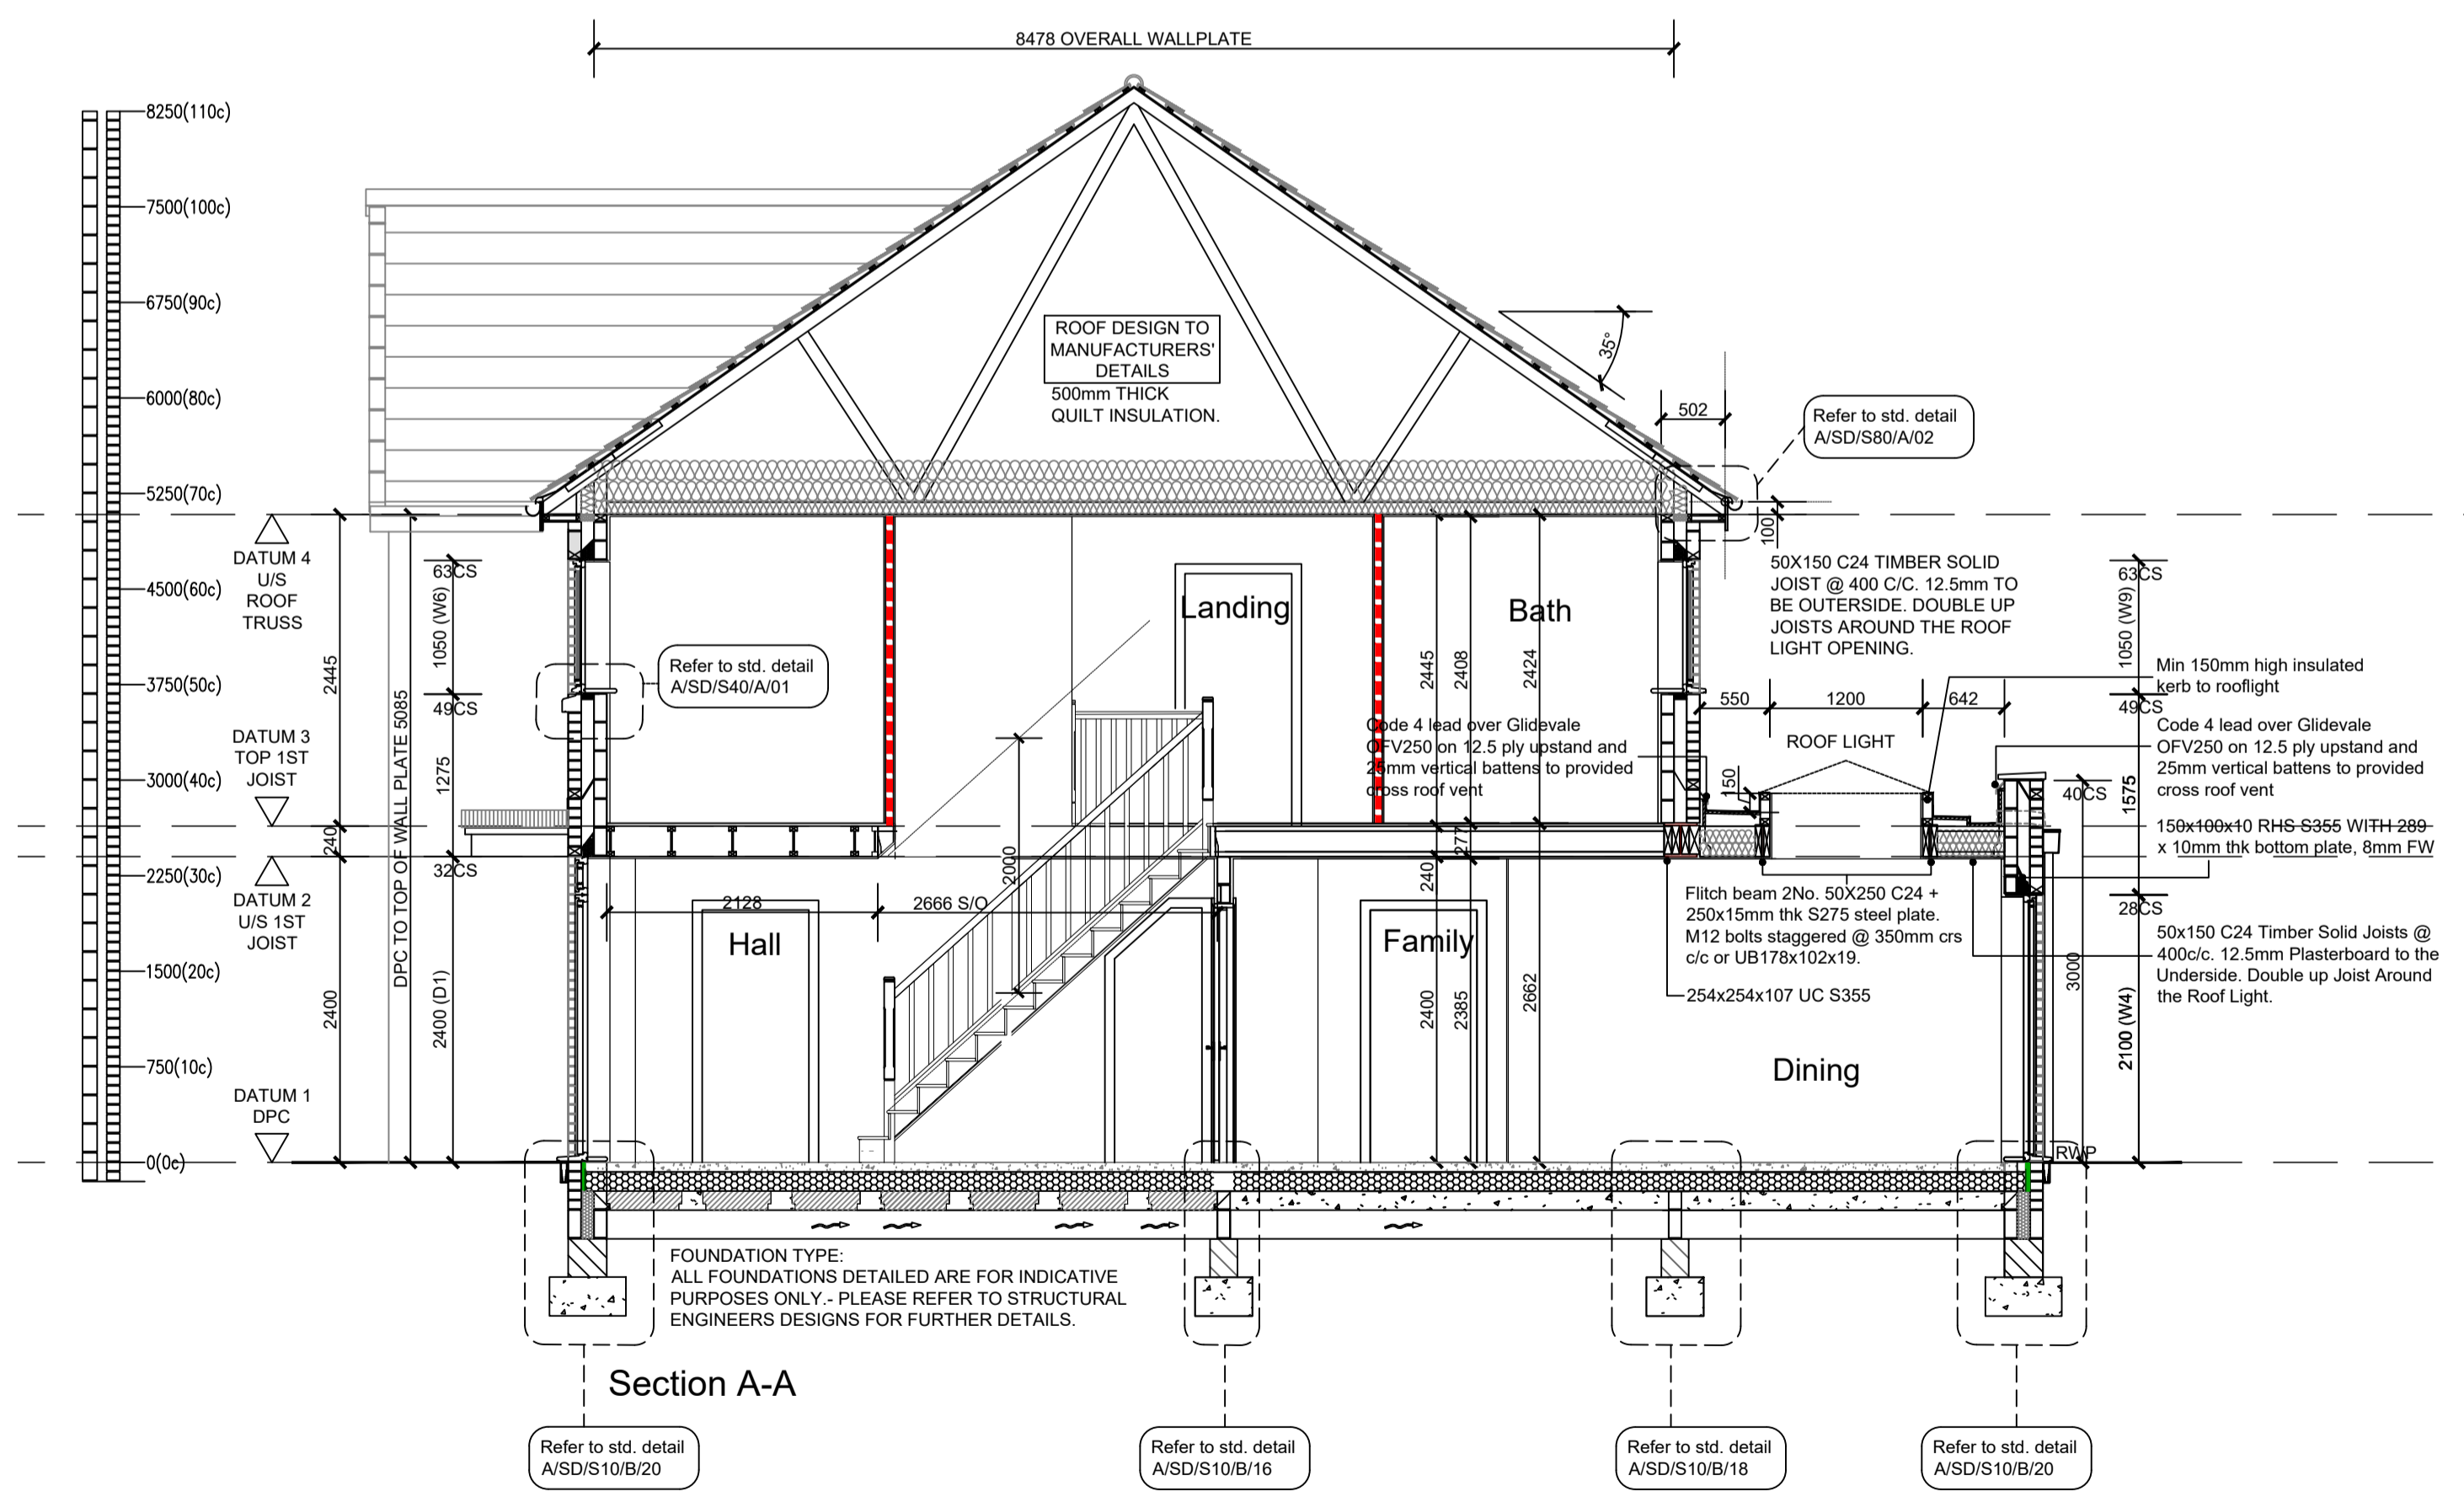 8478 OVERALL WALLPLATE
8250(110c)
7500(100c)
6750(90c)
6000(80c)
5250(70c)
4500(60c)
3750(50c)
3000(40c)
2250(30c)
1500(20c)
750(10c)
0(0c)
DATUM 4
U/S
ROOF
TRUSS
DATUM 3
TOP 1ST
JOIST
DATUM 2
U/S 1ST
JOIST
DATUM 1
DPC
2445
240
2400
DPC TO TOP OF WALL PLATE 5085
63CS
1050 (W6)
49CS
1275
32CS
2400 (D1)
ROOF DESIGN TO
MANUFACTURERS'
DETAILS
500mm THICK
QUILT INSULATION.
35°
502
100
Refer to std. detail
A/SD/S80/A/02
Refer to std. detail
A/SD/S40/A/01
Landing
Bath
2445
2408
2424
Code 4 lead over Glidevale
OFV250 on 12.5 ply upstand and
25mm vertical battens to provided
cross roof vent
50X150 C24 TIMBER SOLID
JOIST @ 400 C/C. 12.5mm TO
BE OUTERSIDE. DOUBLE UP
JOISTS AROUND THE ROOF
LIGHT OPENING.
550
1200
642
ROOF LIGHT
150
63CS
1050 (W9)
49CS
1575
40CS
28CS
3000
2100 (W4)
Min 150mm high insulated
kerb to rooflight
Code 4 lead over Glidevale
OFV250 on 12.5 ply upstand and
25mm vertical battens to provided
cross roof vent
150x100x10 RHS S355 WITH 289
x 10mm thk bottom plate, 8mm FW
50x150 C24 Timber Solid Joists @
400c/c. 12.5mm Plasterboard to the
Underside. Double up Joist Around
the Roof Light.
Flitch beam 2No. 50X250 C24 +
250x15mm thk S275 steel plate.
M12 bolts staggered @ 350mm crs
c/c or UB178x102x19.
254x254x107 UC S355
2000
277
240
2128
2666 S/O
Hall
Family
Dining
2400
2385
2662
RWP
FOUNDATION TYPE:
ALL FOUNDATIONS DETAILED ARE FOR INDICATIVE
PURPOSES ONLY.- PLEASE REFER TO STRUCTURAL
ENGINEERS DESIGNS FOR FURTHER DETAILS.
Section A-A
Refer to std. detail
A/SD/S10/B/20
Refer to std. detail
A/SD/S10/B/16
Refer to std. detail
A/SD/S10/B/18
Refer to std. detail
A/SD/S10/B/20